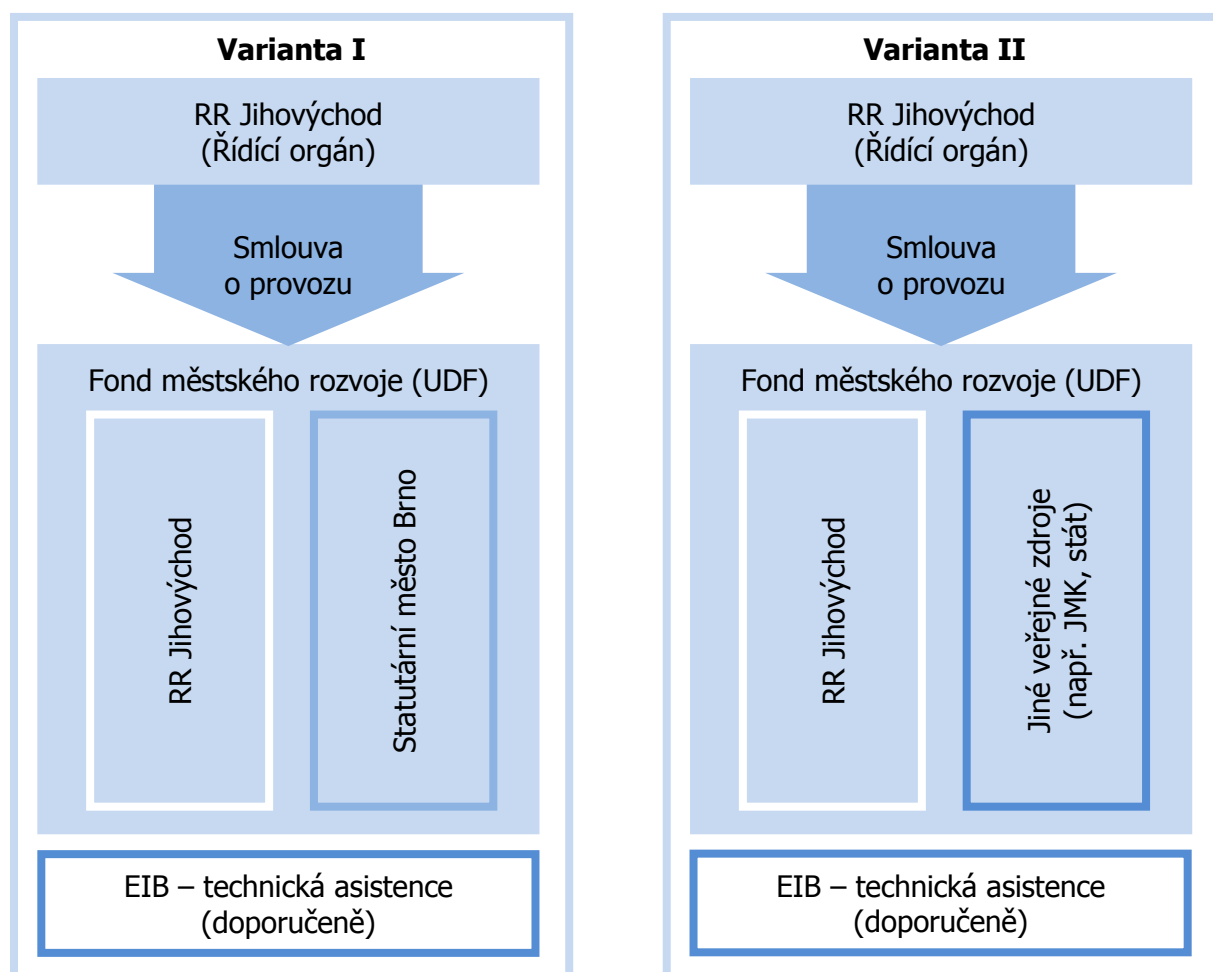 Varianta I
RR Jihovýchod
(Řídící orgán)
Smlouva
o provozu
Fond městského rozvoje (UDF)
RR Jihovýchod
Statutární město Brno
EIB – technická asistence
(doporučeně)
Varianta II
RR Jihovýchod
(Řídící orgán)
Smlouva
o provozu
Fond městského rozvoje (UDF)
RR Jihovýchod
Jiné veřejné zdroje
(např. JMK, stát)
EIB – technická asistence
(doporučeně)